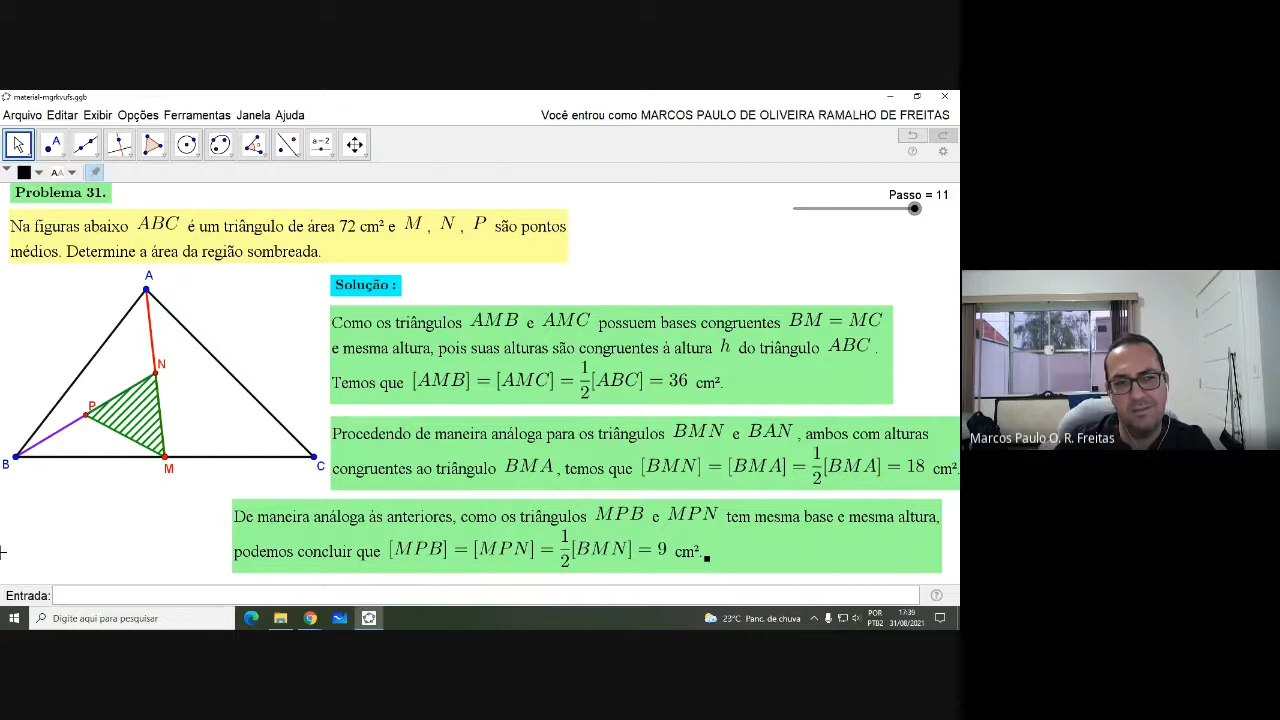 material-mgrkvufs.ggb
Arquivo Editar Exibir Opções Ferramentas Janela Ajuda
Você entrou como MARCOS PAULO DE OLIVEIRA RAMALHO DE FREITAS
A
a=2
AA
Problema 31.
Passo = 11
Na figuras abaixo ABC é um triângulo de área 72 cm² e M , N , P são pontos
médios. Determine a área da região sombreada.
A
N
P
B
M
C
Solução :
Como os triângulos AMB e AMC possuem bases congruentes BM = MC
e mesma altura, pois suas alturas são congruentes à altura h do triângulo ABC .
Temos que [AMB] = [AMC] = 1/2[ABC] = 36 cm².
Procedendo de maneira análoga para os triângulos BMN e BAN , ambos com alturas
congruentes ao triângulo BMA , temos que [BMN] = [BMA] = 1/2[BMA] = 18 cm².
De maneira análoga às anteriores, como os triângulos MPB e MPN tem mesma base e mesma altura,
podemos concluir que [MPB] = [MPN] = 1/2[BMN] = 9 cm².
Marcos Paulo O. R. Freitas
Entrada:
Digite aqui para pesquisar
23°C Panc. de chuva
POR
PTB2
17:39
31/08/2021